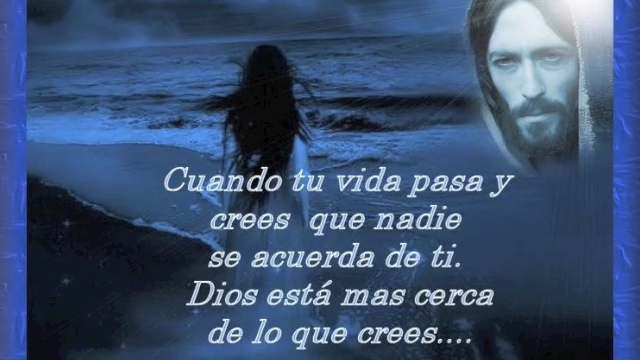 Cuando tu vida pasa y
crees que nadie
se acuerda de ti.
Dios está mas cerca
de lo que crees....